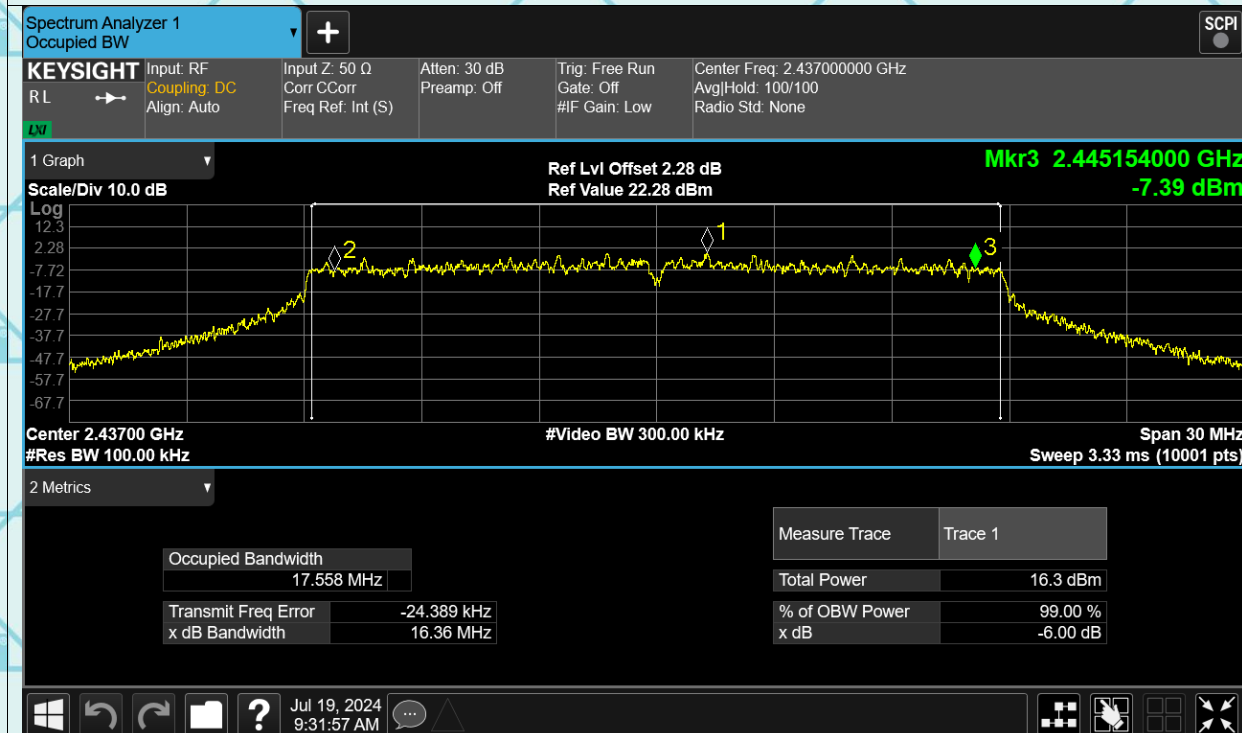 Spectrum Analyzer 1
Occupied BW
SCPI
KEYSIGHT
RL
LXI
Input: RF
Coupling: DC
Align: Auto
Input Z: 50 Ω
Corr CCorr
Freq Ref: Int (S)
Atten: 30 dB
Preamp: Off
Trig: Free Run
Gate: Off
#IF Gain: Low
Center Freq: 2.437000000 GHz
Avg|Hold: 100/100
Radio Std: None
1 Graph
Scale/Div 10.0 dB
Ref Lvl Offset 2.28 dB
Ref Value 22.28 dBm
Mkr3 2.445154000 GHz
-7.39 dBm
Log
12.3
2.28
-7.72
-17.7
-27.7
-37.7
-47.7
-57.7
-67.7
2
1
3
Center 2.43700 GHz
#Video BW 300.00 kHz
Span 30 MHz
#Res BW 100.00 kHz
Sweep 3.33 ms (10001 pts)
2 Metrics
Occupied Bandwidth
17.558 MHz
Transmit Freq Error -24.389 kHz
x dB Bandwidth 16.36 MHz
Measure Trace Trace 1
Total Power 16.3 dBm
% of OBW Power 99.00 %
x dB -6.00 dB
?
Jul 19, 2024
9:31:57 AM